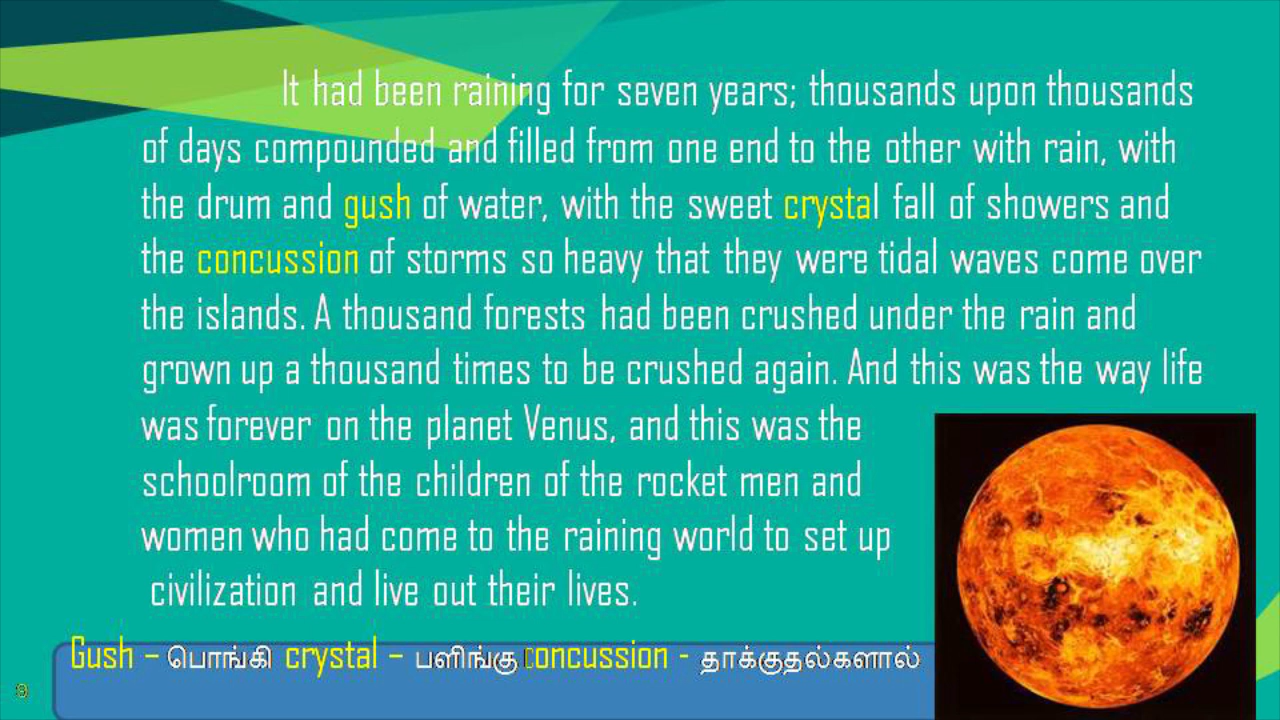 It had been raining for seven years; thousands upon thousands
of days compounded and filled from one end to the other with rain, with
the drum and gush of water, with the sweet crystal fall of showers and
the concussion of storms so heavy that they were tidal waves come over
the islands. A thousand forests had been crushed under the rain and
grown up a thousand times to be crushed again. And this was the way life
was forever on the planet Venus, and this was the
schoolroom of the children of the rocket men and
women who had come to the raining world to set up
civilization and live out their lives.
Gush – பொங்கி crystal – பளிங்கு concussion - தாக்குதல்களால்